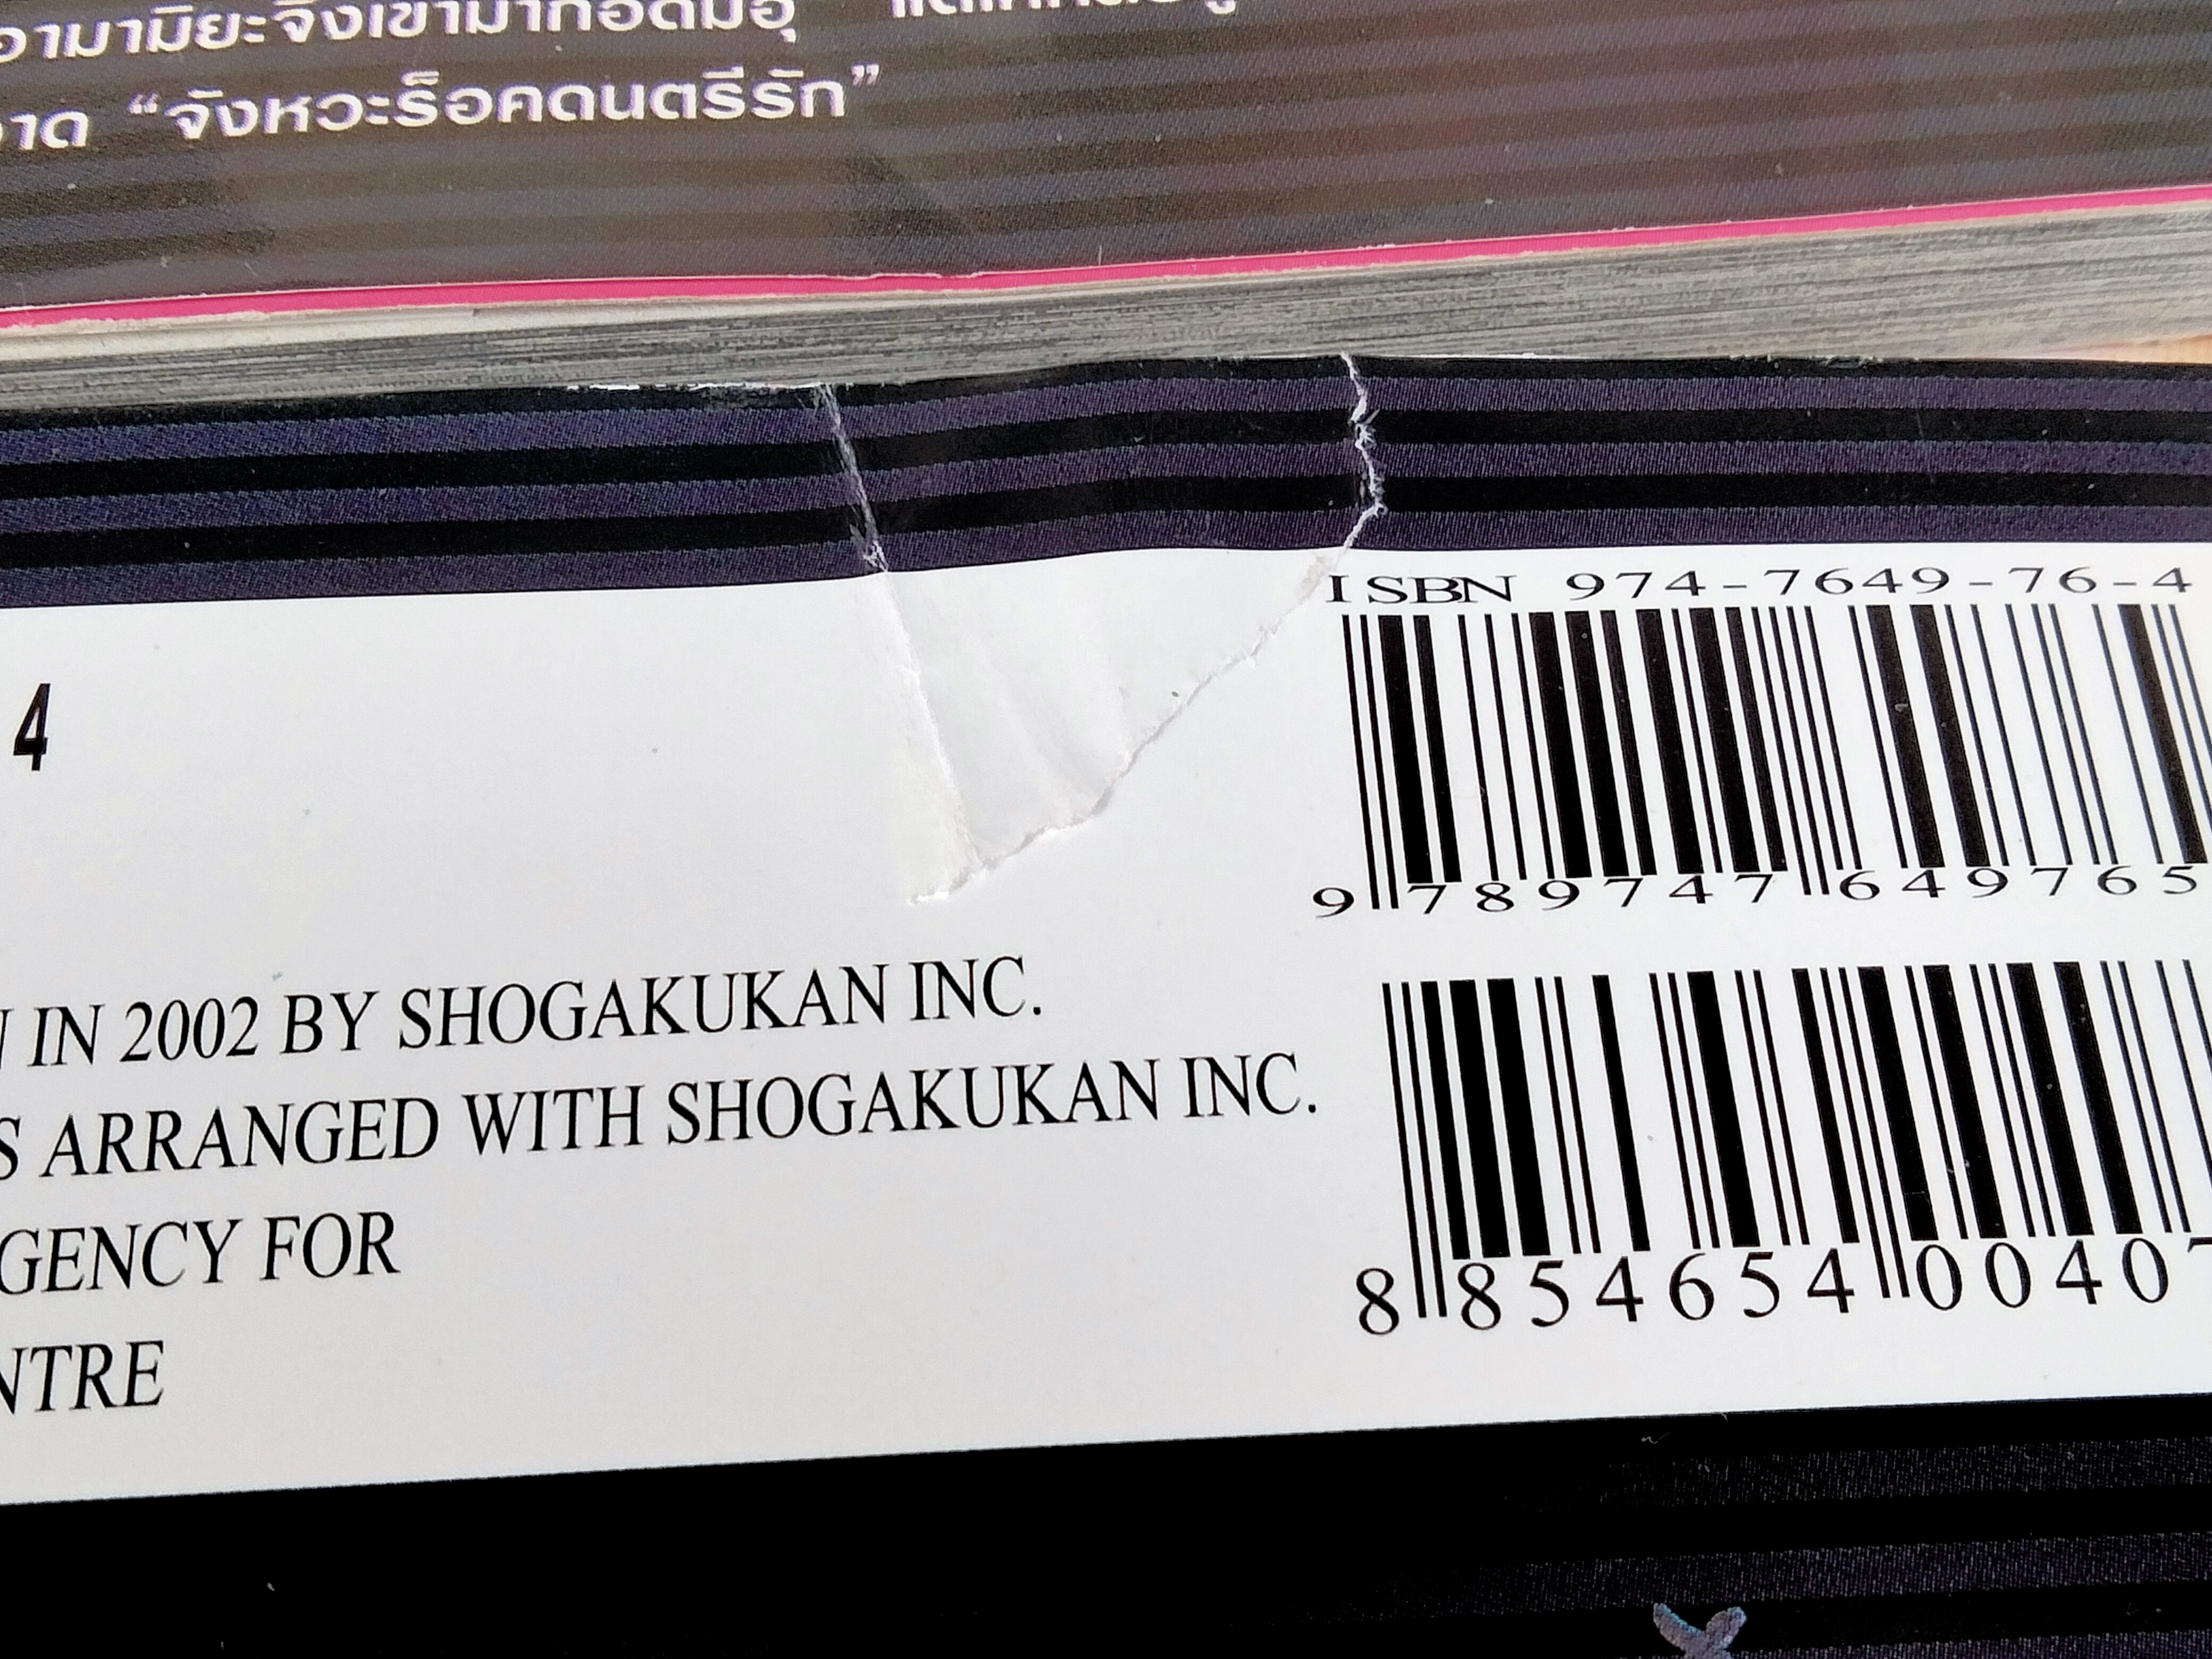 อามามิยะจึงเข้ามากอดมิอุ
าด “จังหวะร็อคดนตรีรัก”
4
ISBN 974-7649-76-4
9 789747 649765
N IN 2002 BY SHOGAKUKAN INC.
S ARRANGED WITH SHOGAKUKAN INC.
GENCY FOR
NTRE
8 854654 0040